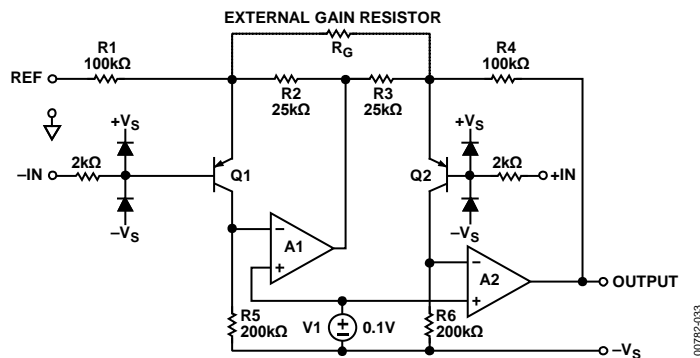 EXTERNAL GAIN RESISTOR
RG
R1
100kΩ
R4
100kΩ
REF
R2
25kΩ
R3
25kΩ
+VS
+VS
2kΩ
2kΩ
–IN
Q1
Q2
+IN
–VS
–VS
A1
–
+
A2
–
+
OUTPUT
R5
200kΩ
V1
0.1V
R6
200kΩ
–VS
00782-033